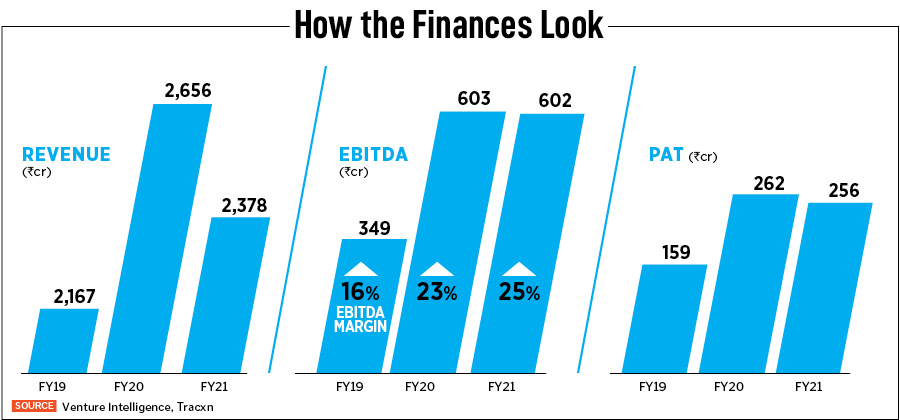 How the Finances Look
REVENUE
(₹cr)
2,167
2,656
2,378
FY19 FY20 FY21
EBITDA
(₹cr)
349
603
602
16%
EBITDA
MARGIN
23%
25%
FY19 FY20 FY21
PAT (₹cr)
159
262
256
FY19 FY20 FY21
SOURCE Venture Intelligence, Tracxn